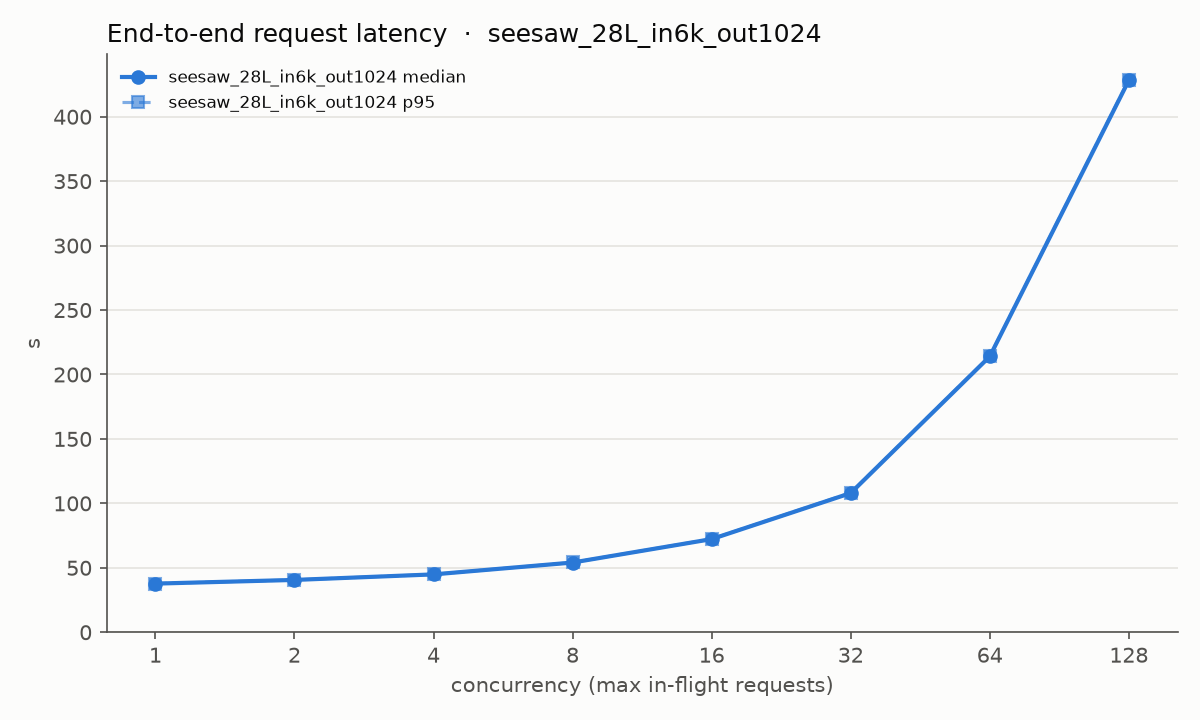 End-to-end request latency · seesaw_28L_in6k_out1024
seesaw_28L_in6k_out1024 median
seesaw_28L_in6k_out1024 p95
400
350
300
250
200
150
100
50
0
s
1 2 4 8 16 32 64 128
concurrency (max in-flight requests)